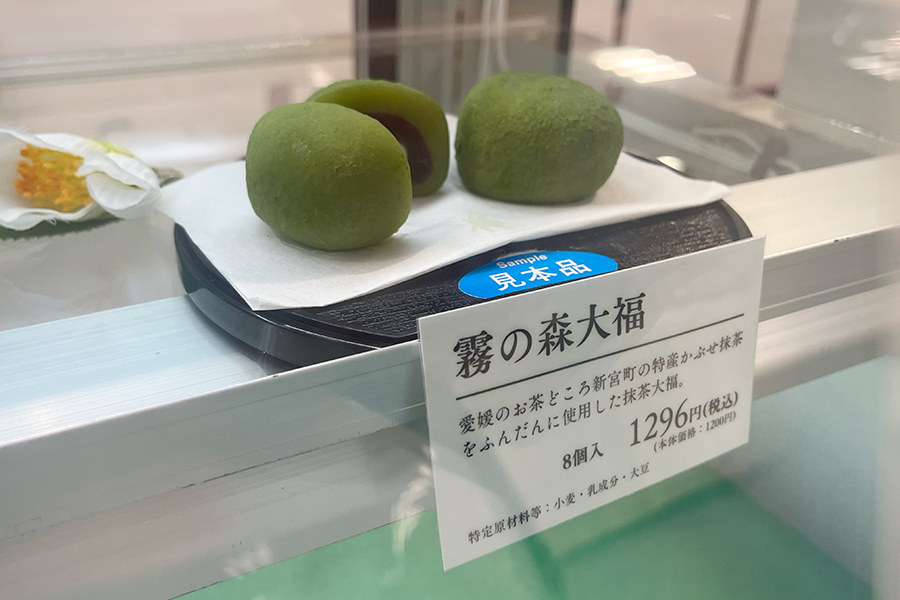 Sample
見本品
霧の森大福
愛媛のお茶どころ新宮町の特産かぶせ抹茶
をふんだんに使用した抹茶大福。
8個入 1296円(税込)
(本体価格：1200円)
特定原材料等：小麦・乳成分・大豆